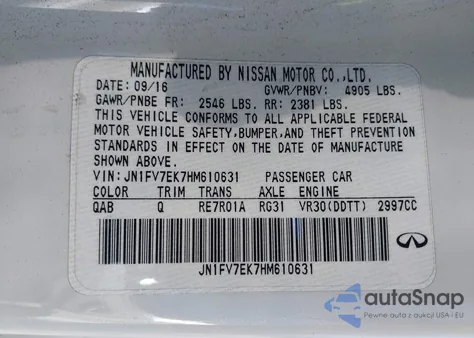 MANUFACTURED BY NISSAN MOTOR CO.,LTD.
DATE: 09/16 GVWR/PNBV: 4905 LBS.
GAWR/PNBE FR: 2546 LBS. RR: 2381 LBS.
THIS VEHICLE CONFORMS TO ALL APPLICABLE FEDERAL
MOTOR VEHICLE SAFETY,BUMPER,AND THEFT PREVENTION
STANDARDS IN EFFECT ON THE DATE OF MANUFACTURE
SHOWN ABOVE.
VIN: JN1FV7EK7HM610631 PASSENGER CAR
COLOR TRIM TRANS AXLE ENGINE
QAB Q RE7R01A RG31 VR30(DDTT) 2997CC
JN1FV7EK7HM610631
autoSnap
Pewne auta z aukcji USA i EU